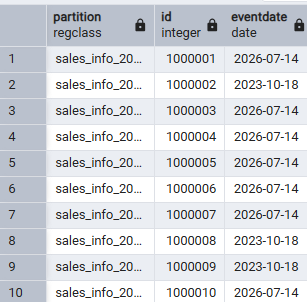 partition id eventdate
regclass integer date
1 sales_info_20... 1000001 2026-07-14
2 sales_info_20... 1000002 2023-10-18
3 sales_info_20... 1000003 2026-07-14
4 sales_info_20... 1000004 2026-07-14
5 sales_info_20... 1000005 2026-07-14
6 sales_info_20... 1000006 2026-07-14
7 sales_info_20... 1000007 2026-07-14
8 sales_info_20... 1000008 2023-10-18
9 sales_info_20... 1000009 2023-10-18
10 sales_info_20... 1000010 2026-07-14